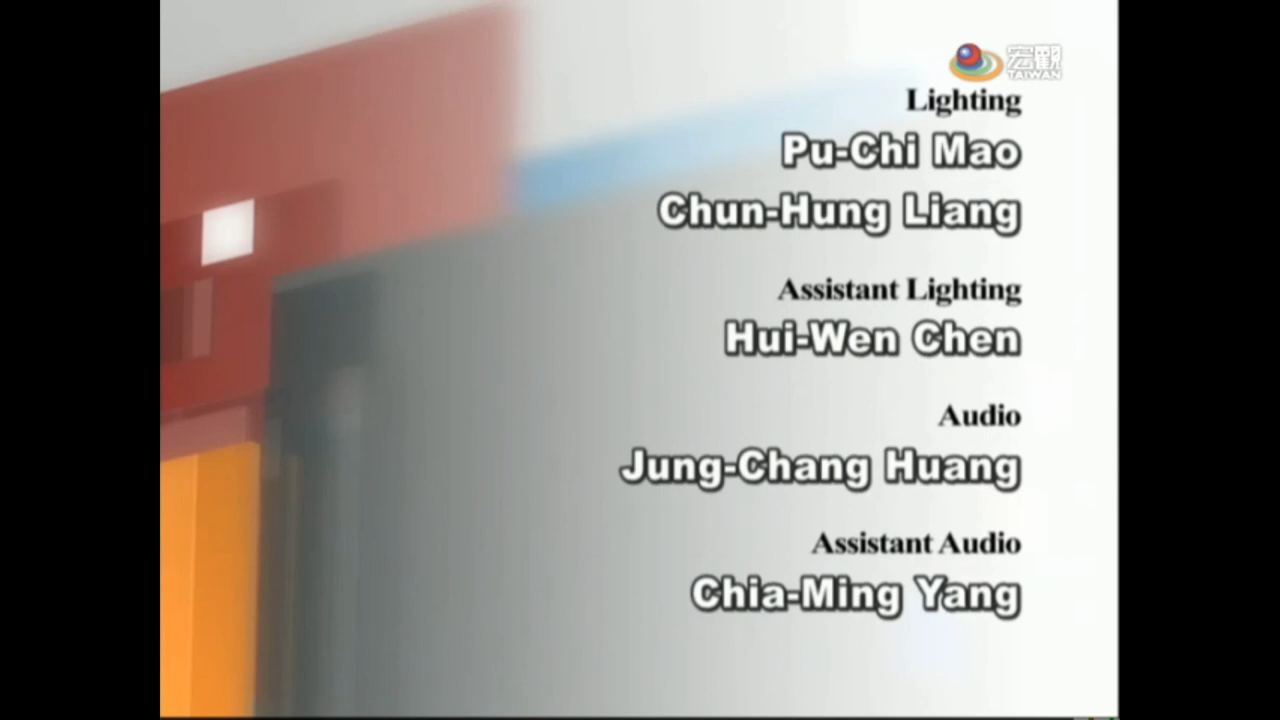 宏觀
TAIWAN
Lighting
Pu-Chi Mao
Chun-Hung Liang
Assistant Lighting
Hui-Wen Chen
Audio
Jung-Chang Huang
Assistant Audio
Chia-Ming Yang